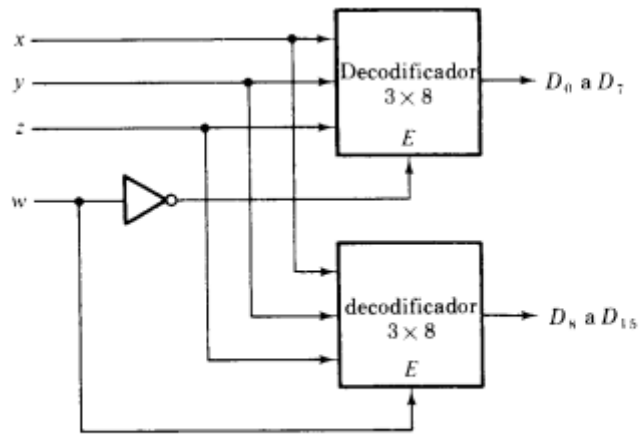 x
y
z
w
Decodificador
3 × 8
E
D₀ a D₇
decodificador
3 × 8
E
D₈ a D₁₅